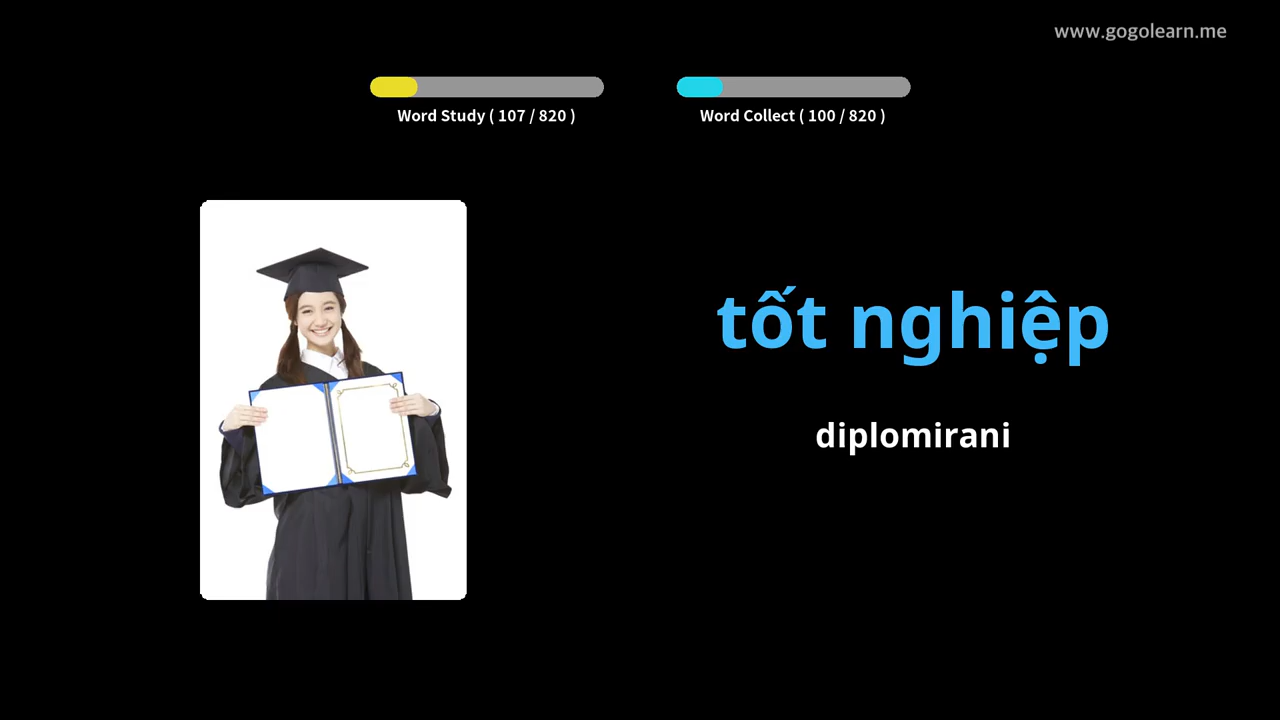 www.gogolearn.me
Word Study ( 107 / 820 )
Word Collect ( 100 / 820 )
tốt nghiệp
diplomirani